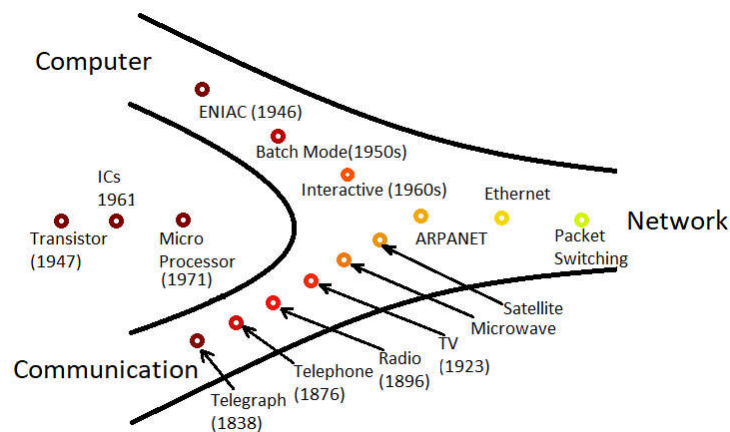 Computer
ENIAC (1946)
Batch Mode(1950s)
Interactive (1960s)
ICs
1961
Transistor
(1947)
Micro
Processor
(1971)
Ethernet
ARPANET
Packet
Switching
Network
Satellite
Microwave
TV
(1923)
Radio
(1896)
Telephone
(1876)
Telegraph
(1838)
Communication